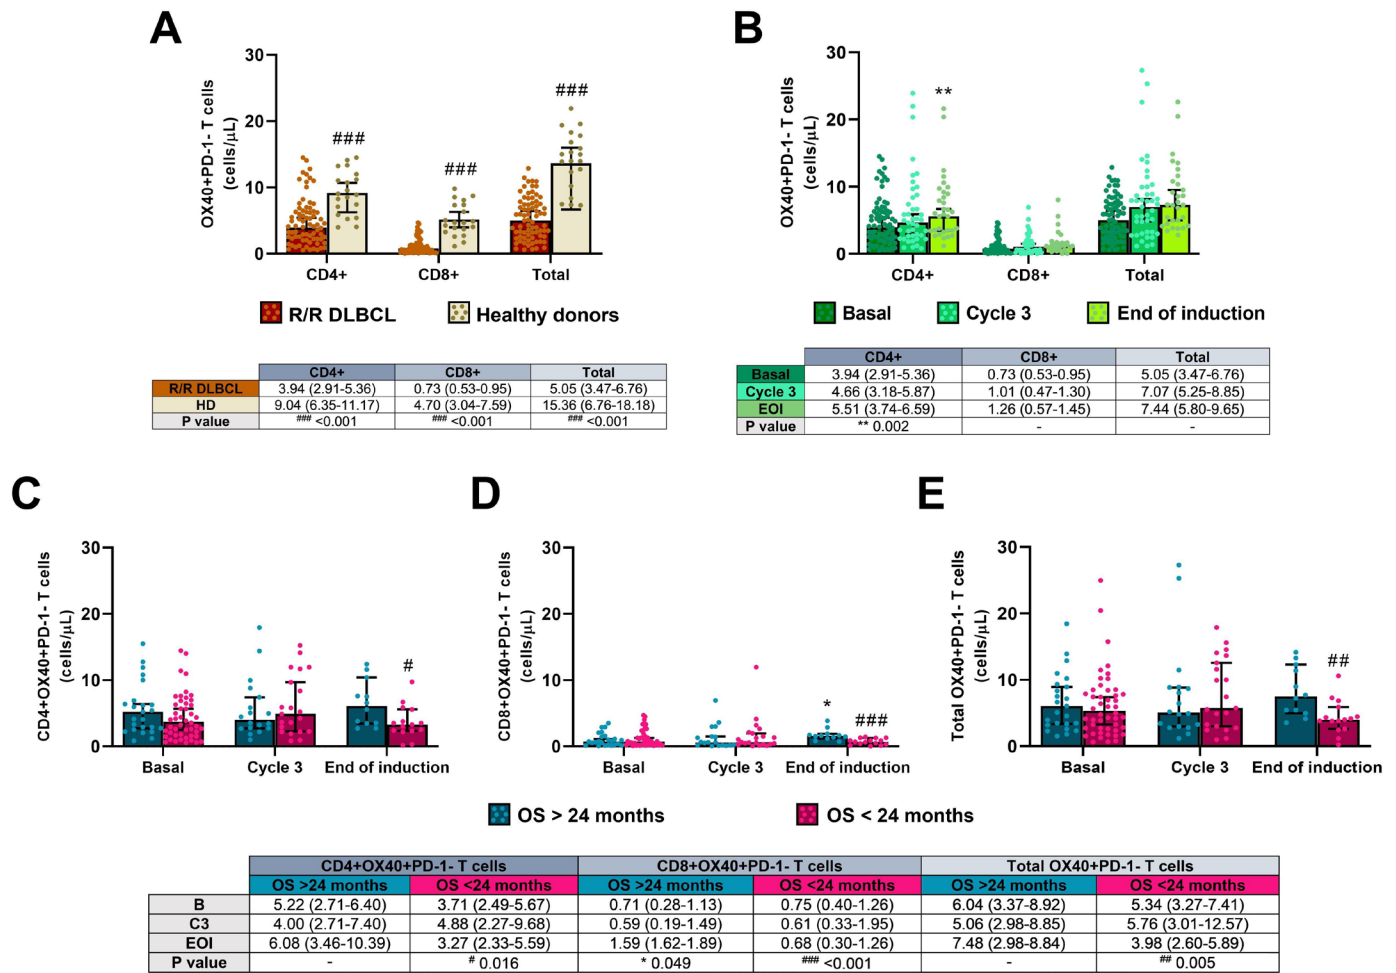 A
OX40+PD-1- T cells
(cells/μL)
30
20
10
0
###
###
###
CD4+
CD8+
Total
R/R DLBCL
Healthy donors
CD4+ CD8+ Total
R/R DLBCL 3.94 (2.91-5.36) 0.73 (0.53-0.95) 5.05 (3.47-6.76)
HD 9.04 (6.35-11.17) 4.70 (3.04-7.59) 15.36 (6.76-18.18)
P value ### <0.001 ### <0.001 ### <0.001
B
OX40+PD-1- T cells
(cells/μL)
30
20
10
0
**
CD4+
CD8+
Total
Basal
Cycle 3
End of induction
CD4+ CD8+ Total
Basal 3.94 (2.91-5.36) 0.73 (0.53-0.95) 5.05 (3.47-6.76)
Cycle 3 4.66 (3.18-5.87) 1.01 (0.47-1.30) 7.07 (5.25-8.85)
EOI 5.51 (3.74-6.59) 1.26 (0.57-1.45) 7.44 (5.80-9.65)
P value ** 0.002 - -
C
CD4+OX40+PD-1- T cells
(cells/μL)
30
20
10
0
#
Basal
Cycle 3
End of induction
D
CD8+OX40+PD-1- T cells
(cells/μL)
30
20
10
0
*
###
Basal
Cycle 3
End of induction
E
Total OX40+PD-1- T cells
(cells/μL)
30
20
10
0
##
Basal
Cycle 3
End of induction
OS > 24 months
OS < 24 months
CD4+OX40+PD-1- T cells CD8+OX40+PD-1- T cells Total OX40+PD-1- T cells
OS >24 months OS <24 months OS >24 months OS <24 months OS >24 months OS <24 months
B 5.22 (2.71-6.40) 3.71 (2.49-5.67) 0.71 (0.28-1.13) 0.75 (0.40-1.26) 6.04 (3.37-8.92) 5.34 (3.27-7.41)
C3 4.00 (2.71-7.40) 4.88 (2.27-9.68) 0.59 (0.19-1.49) 0.61 (0.33-1.95) 5.06 (2.98-8.85) 5.76 (3.01-12.57)
EOI 6.08 (3.46-10.39) 3.27 (2.33-5.59) 1.59 (1.62-1.89) 0.68 (0.30-1.26) 7.48 (2.98-8.84) 3.98 (2.60-5.89)
P value - # 0.016 * 0.049 ### <0.001 - ## 0.005